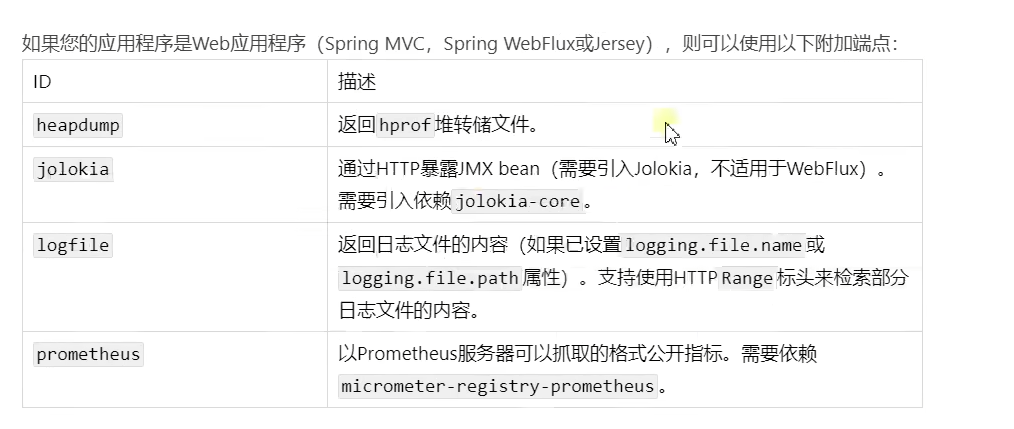 如果您的应用程序是Web应用程序（Spring MVC，Spring WebFlux或Jersey），则可以使用以下附加端点：
ID 描述
heapdump 返回hprof堆转储文件。
jolokia 通过HTTP暴露JMX bean（需要引入Jolokia，不适用于WebFlux）。
需要引入依赖jolokia-core。
logfile 返回日志文件的内容（如果已设置logging.file.name或
logging.file.path属性）。支持使用HTTPRange标头来检索部分
日志文件的内容。
prometheus 以Prometheus服务器可以抓取的格式公开指标。需要依赖
micrometer-registry-prometheus。